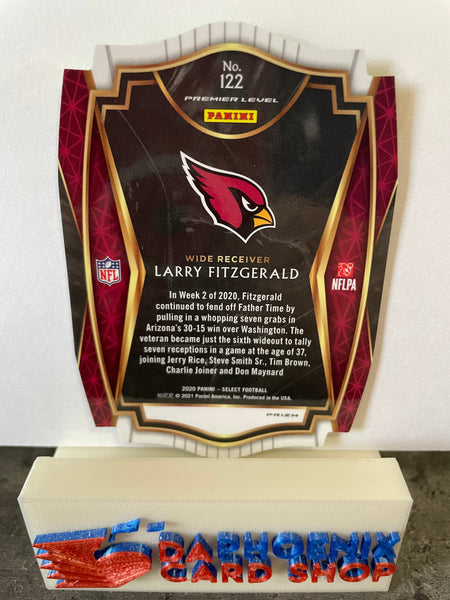 No.
122
PREMIER LEVEL
PANINI
WIDE RECEIVER
LARRY FITZGERALD
NFL
NFLPA
In Week 2 of 2020, Fitzgerald
continued to fend off Father Time by
pulling in a whopping seven grabs in
Arizona's 30-15 win over Washington. The
veteran became just the sixth wideout to tally
seven receptions in a game at the age of 37,
joining Jerry Rice, Steve Smith Sr., Tim Brown,
Charlie Joiner and Don Maynard
2020 PANINI – SELECT FOOTBALL
© 2021 Panini America, Inc. Produced in the USA.
PRIZM
DAPHOENIX
CARD SHOP